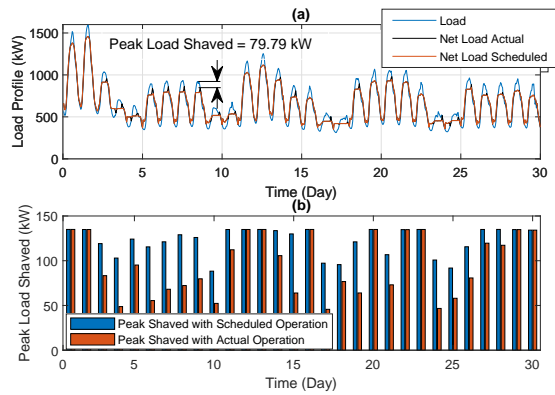 (a)
Load Profile (kW)
1500
1000
500
0
Peak Load Shaved = 79.79 kW
Load
Net Load Actual
Net Load Scheduled
0 5 10 15 20 25 30
Time (Day)
(b)
Peak Load Shaved (kW)
150
100
50
0
Peak Shaved with Scheduled Operation
Peak Shaved with Actual Operation
0 5 10 15 20 25 30
Time (Day)